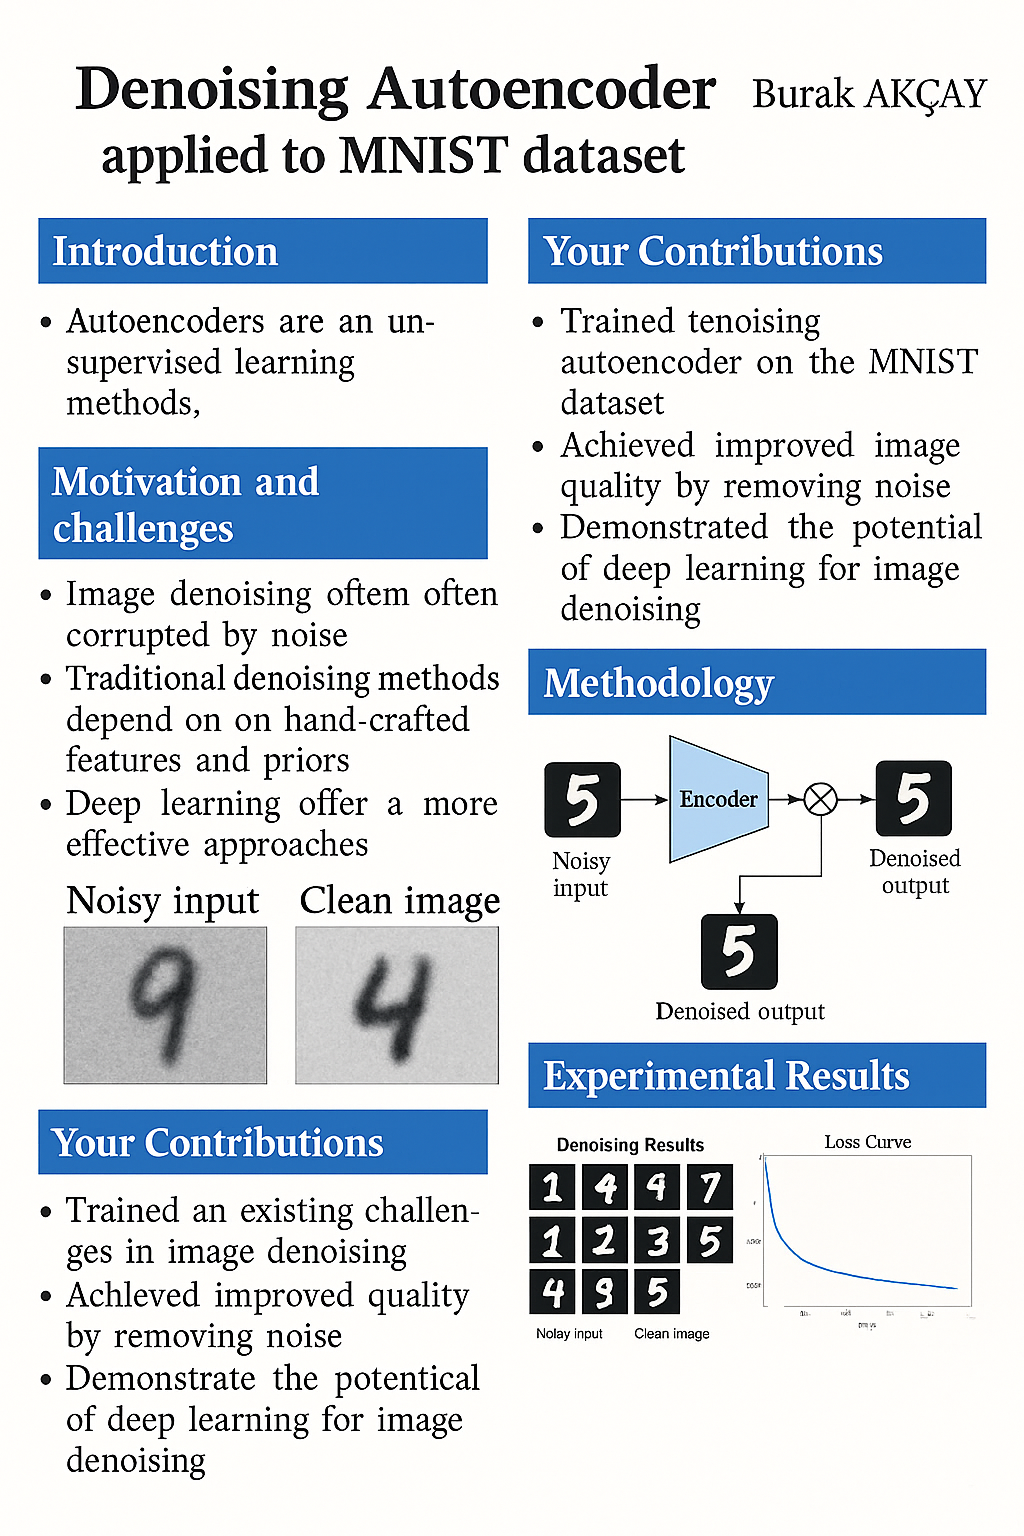 Denoising Autoencoder
applied to MNIST dataset
Burak AKÇAY
Introduction
• Autoencoders are an un-
supervised learning
methods,
Motivation and
challenges
• Image denoising oftem often
corrupted by noise
• Traditional denoising methods
depend on on hand-crafted
features and priors
• Deep learning offer a more
effective approaches
Noisy input
Clean image
9
4
Your Contributions
• Trained an existing challen-
ges in image denoising
• Achleved improved quality
by removing noise
• Demonstrate the potentical
of deep learning for image
denoising
Your Contributions
• Trained tenoising
autoencoder on the MNIST
dataset
• Achieved improved image
quality by removing noise
• Demonstrated the potential
of deep learning for image
denoising
Methodology
5
Encoder
5
Noisy
input
Denoised
output
5
Denoised output
Experimental Results
Denoising Results
1 4 9 7
1 2 3 5
4 9 5
Nolay input
Clean image
Loss Curve